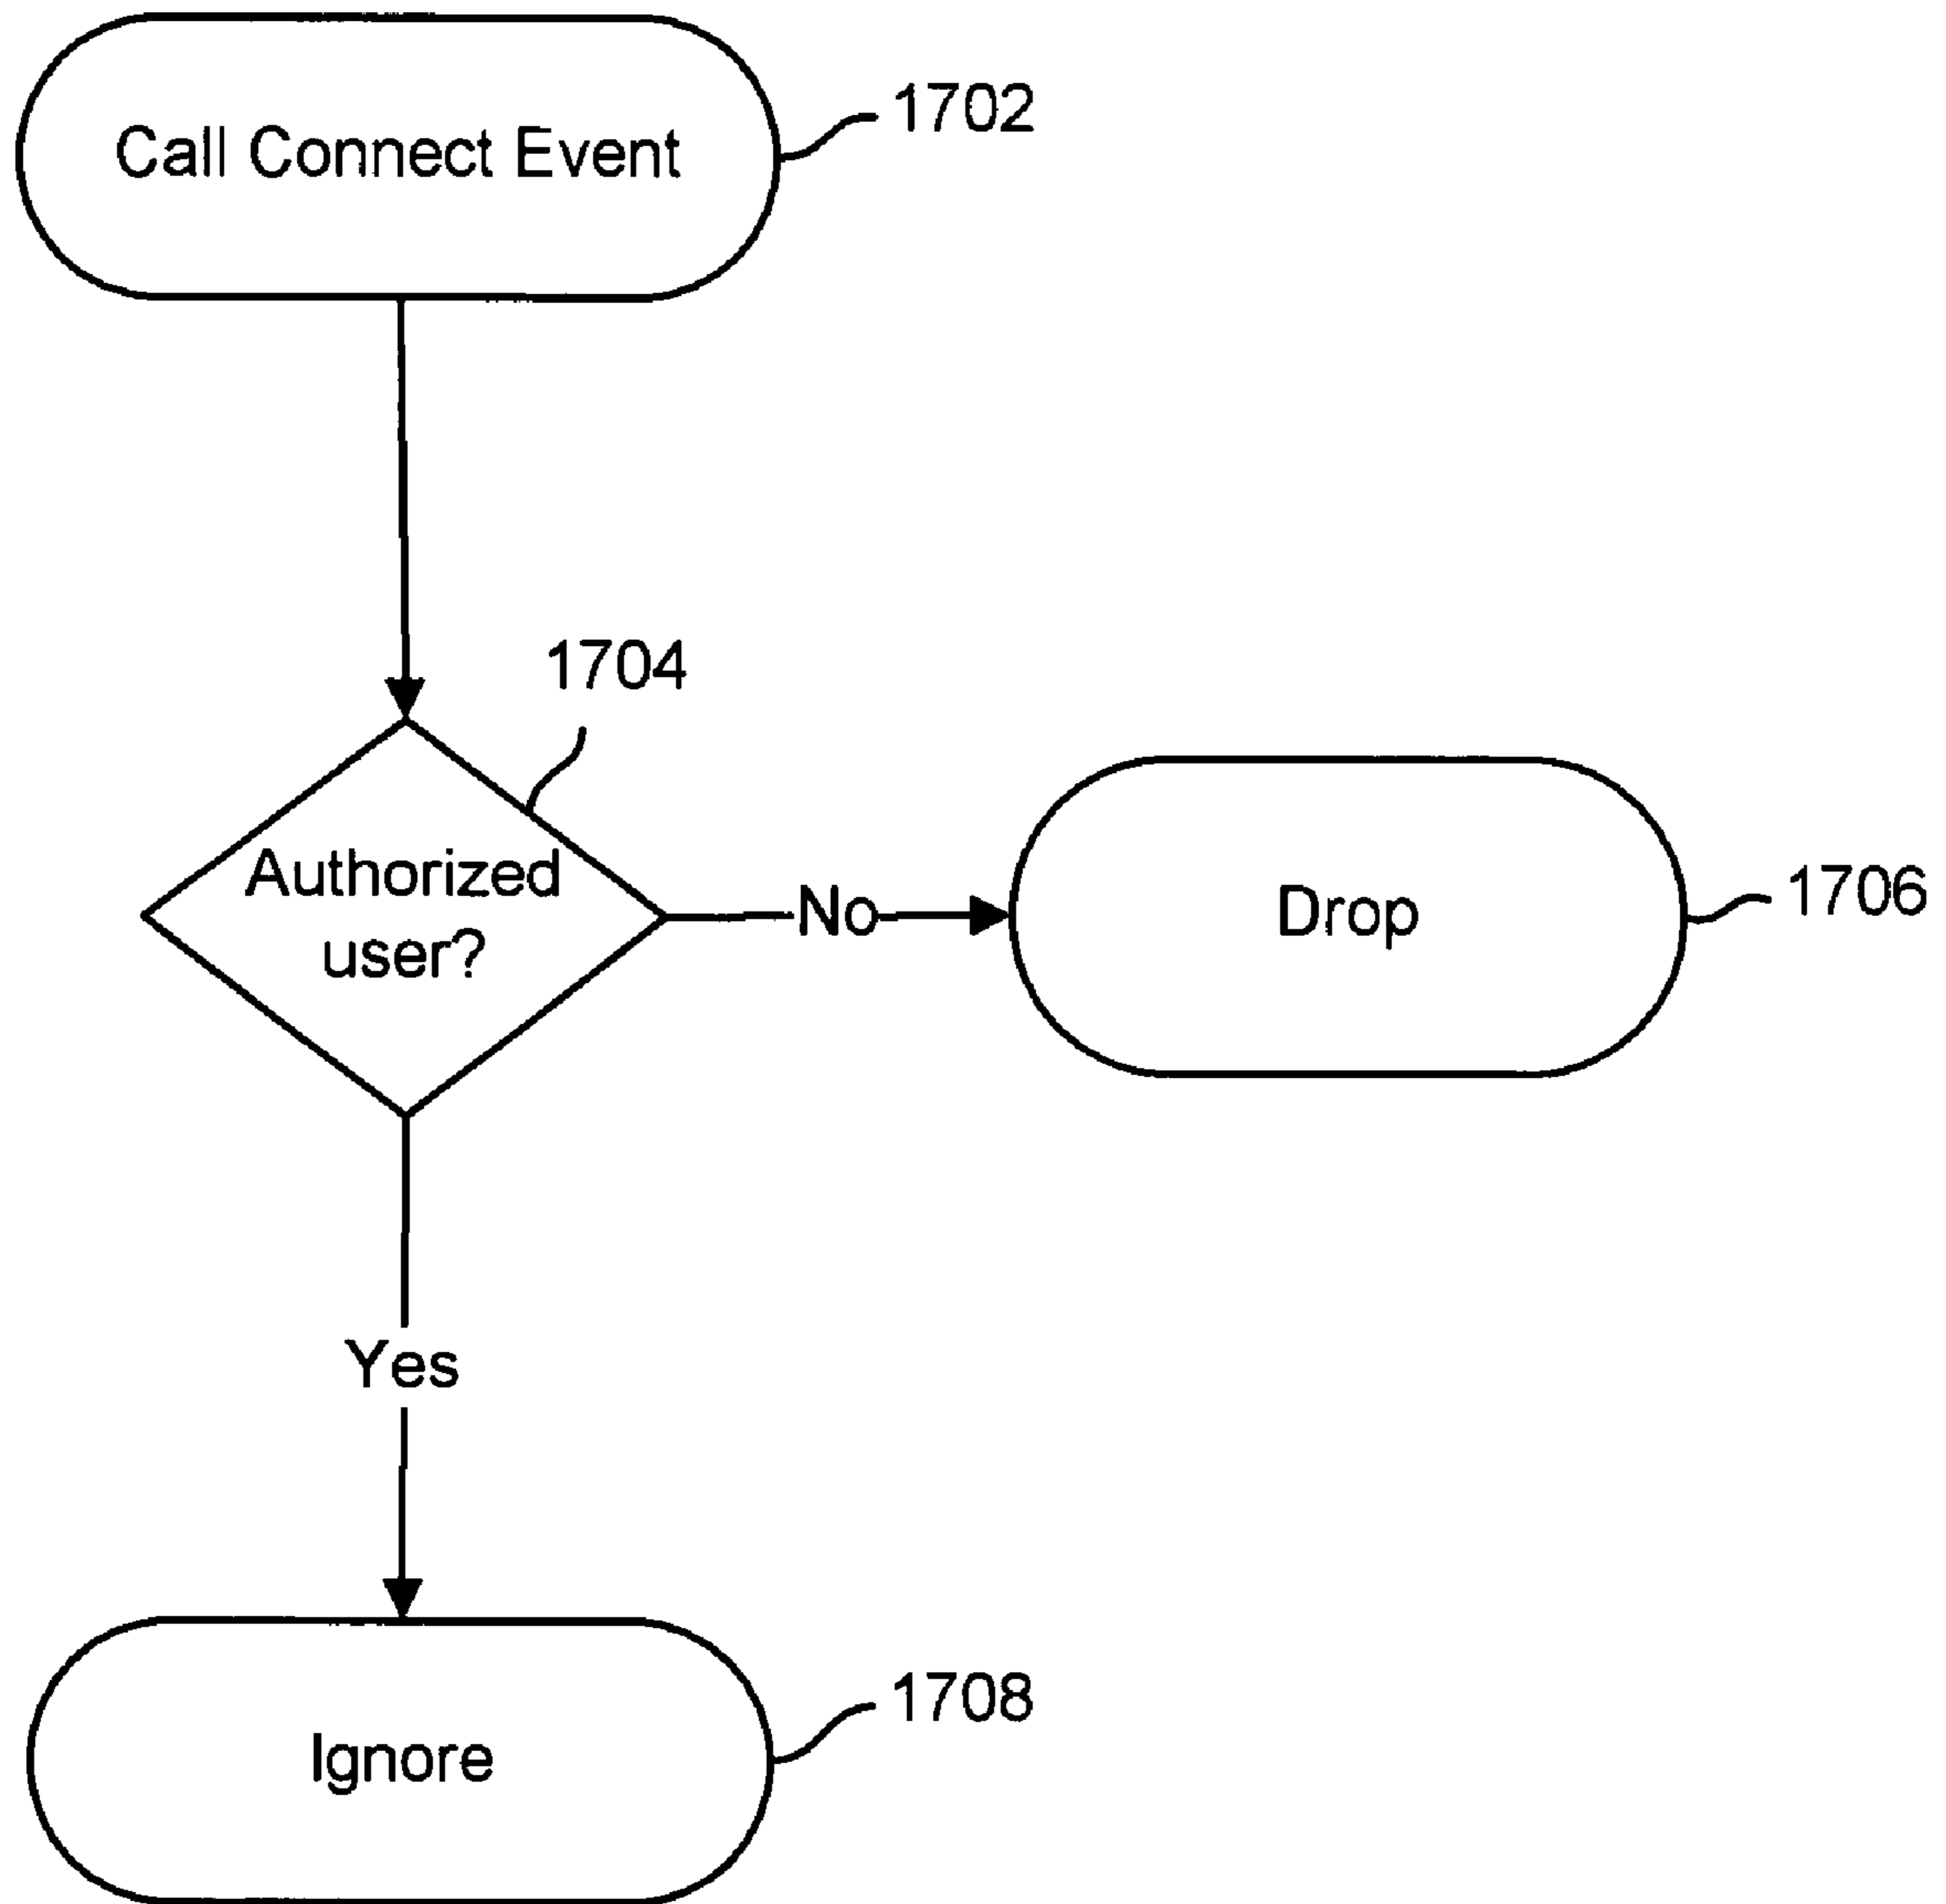 Call Connect Event
1702
1704
Authorized
user?
No
Drop
1706
Yes
Ignore
1708